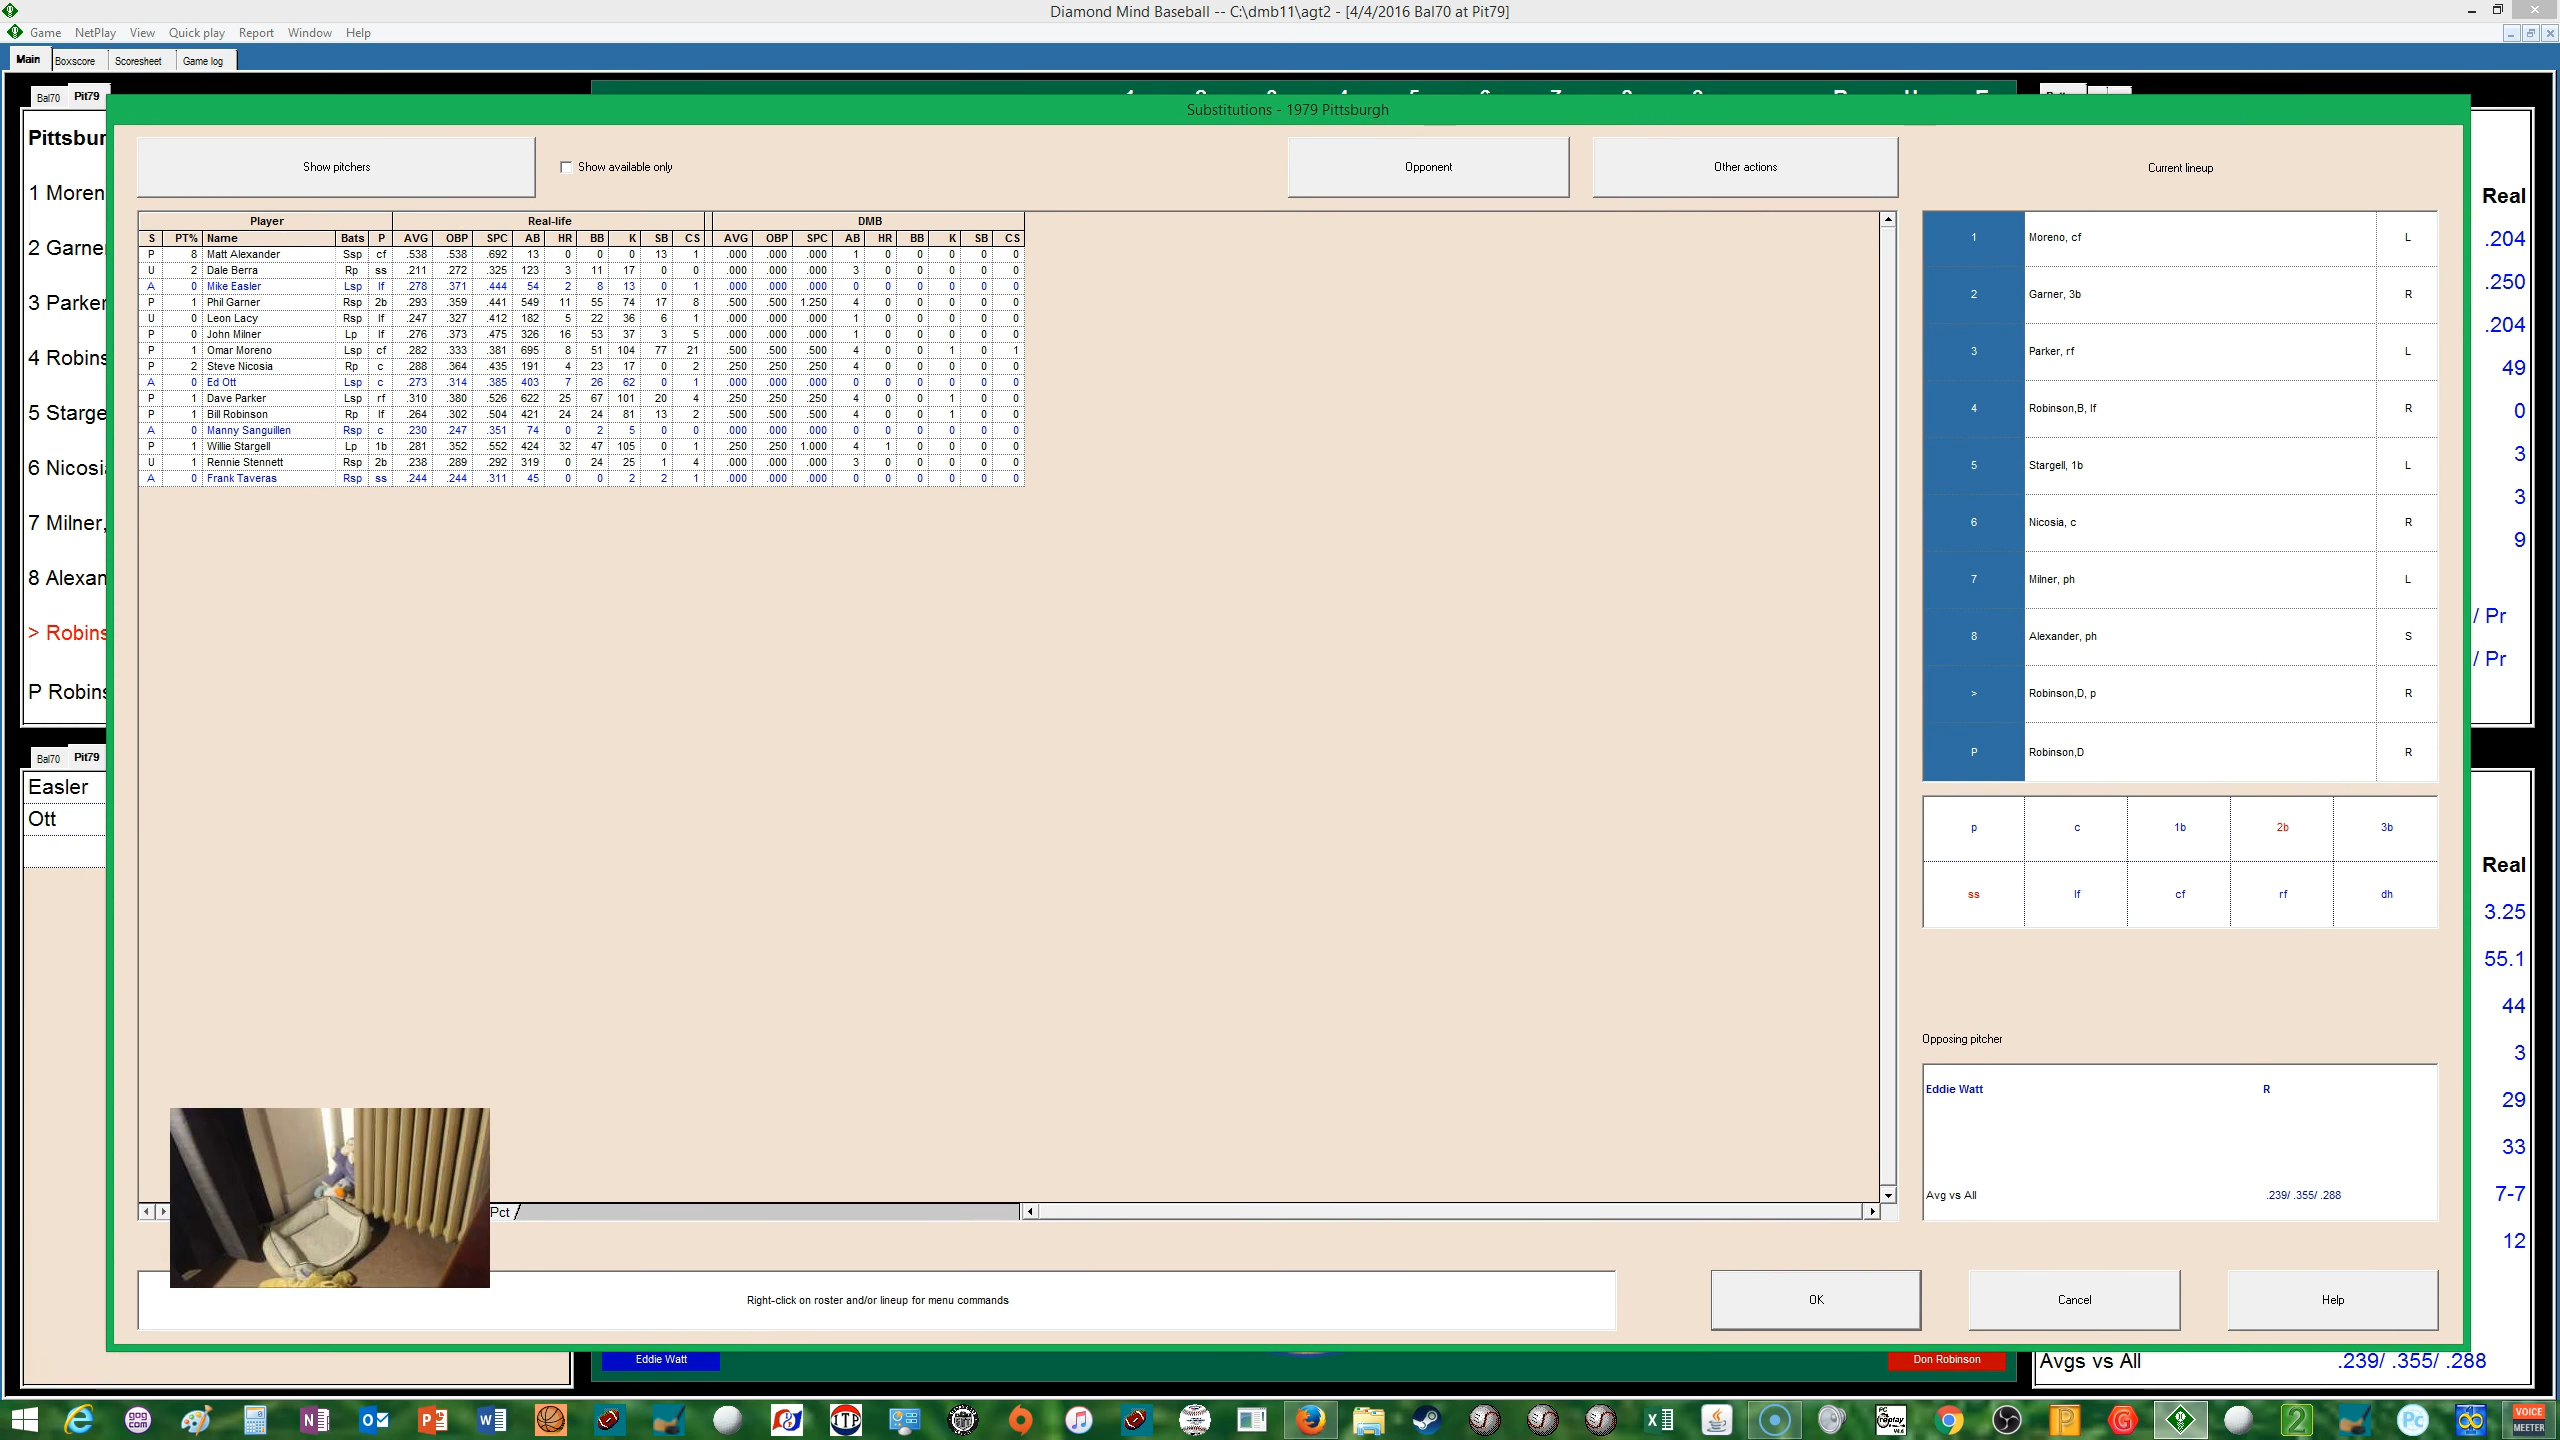 Diamond Mind Baseball -- C:\dmb11\agt2 - [4/4/2016 Bal70 at Pit79]
Game NetPlay View Quick play Report Window Help
Main Boxscore Scoresheet Game log
Bal70 Pit79
Substitutions - 1979 Pittsburgh
Show pitchers
Show available only
Opponent
Other actions
Current lineup
Player Real-life DMB
S PT% Name Bats P AVG OBP SPC AB HR BB K SB CS AVG OBP SPC AB HR BB K SB CS
P 8 Matt Alexander Ssp cf .538 .538 .692 13 0 0 0 13 1 .000 .000 .000 1 0 0 0 0 0
U 2 Dale Berra Rp ss .211 .272 .325 123 3 11 17 0 0 .000 .000 .000 3 0 0 0 0 0
A 0 Mike Easler Lsp lf .278 .371 .444 54 2 8 13 0 1 .000 .000 .000 0 0 0 0 0 0
P 1 Phil Garner Rsp 2b .293 .359 .441 549 11 55 74 17 8 .500 .500 1.250 4 0 0 0 0 0
U 0 Leon Lacy Rsp lf .247 .327 .412 182 5 22 36 6 1 .000 .000 .000 1 0 0 0 0 0
P 0 John Milner Lp lf .276 .373 .475 326 16 53 37 3 5 .000 .000 .000 1 0 0 0 0 0
P 1 Omar Moreno Lsp cf .282 .333 .381 695 8 51 104 77 21 .500 .500 .500 4 0 0 1 0 1
P 2 Steve Nicosia Rp c .288 .364 .435 191 4 23 17 0 2 .250 .250 .250 4 0 0 0 0 0
A 0 Ed Ott Lsp c .273 .314 .385 403 7 26 62 0 1 .000 .000 .000 0 0 0 0 0 0
P 1 Dave Parker Lsp rf .310 .380 .526 622 25 67 101 20 4 .250 .250 .250 4 0 0 1 0 0
P 1 Bill Robinson Rp lf .264 .302 .504 421 24 24 81 13 2 .500 .500 .500 4 0 0 1 0 0
A 0 Manny Sanguillen Rsp c .230 .247 .351 74 0 2 5 0 0 .000 .000 .000 0 0 0 0 0 0
P 1 Willie Stargell Lp 1b .281 .352 .552 424 32 47 105 0 1 .250 .250 1.000 4 1 0 0 0 0
U 1 Rennie Stennett Rsp 2b .238 .289 .292 319 0 24 25 1 4 .000 .000 .000 3 0 0 0 0 0
A 0 Frank Taveras Rsp ss .244 .244 .311 45 0 0 2 2 1 .000 .000 .000 0 0 0 0 0 0
Pittsbur
1 Moren
2 Garne
3 Parker
4 Robins
5 Starge
6 Nicosi
7 Milner,
8 Alexan
> Robins
P Robins
1 Moreno, cf L
2 Garner, 3b R
3 Parker, rf L
4 Robinson,B, lf R
5 Stargell, 1b L
6 Nicosia, c R
7 Milner, ph L
8 Alexander, ph S
> Robinson,D, p R
P Robinson,D R
Real
.204
.250
.204
49
0
3
3
9
/ Pr
/ Pr
Bal70 Pit79
Easler
Ott
p c 1b 2b 3b
ss lf cf rf dh
Opposing pitcher
Eddie Watt R
Avg vs All .239/ .355/ .288
Real
3.25
55.1
44
3
29
33
7-7
12
Pct
Right-click on roster and/or lineup for menu commands
OK
Cancel
Help
Eddie Watt
Don Robinson
Avgs vs All .239/ .355/ .288
gog.com
ITP
VOICE
MEETER